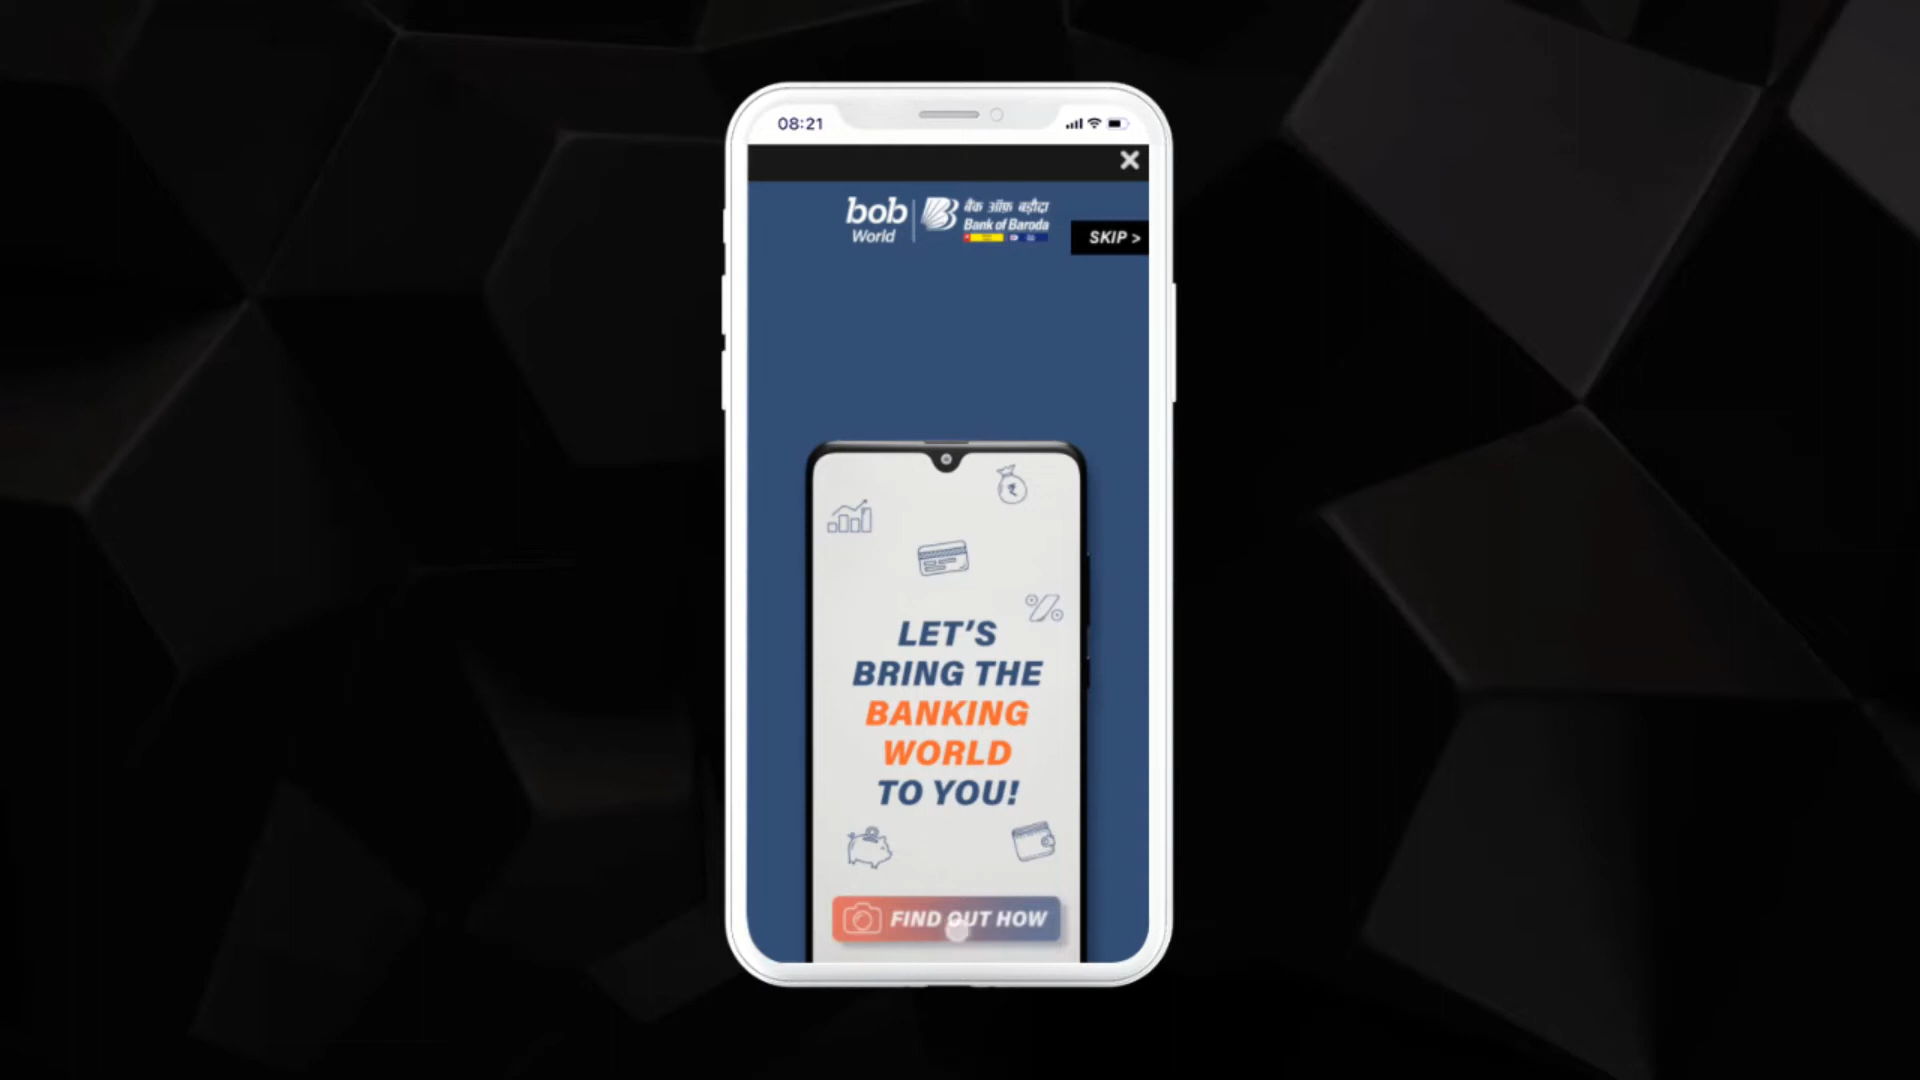 08:21
bob
World
बैंक ऑफ़ बड़ौदा
Bank of Baroda
SKIP >
LET'S
BRING THE
BANKING
WORLD
TO YOU!
FIND OUT HOW